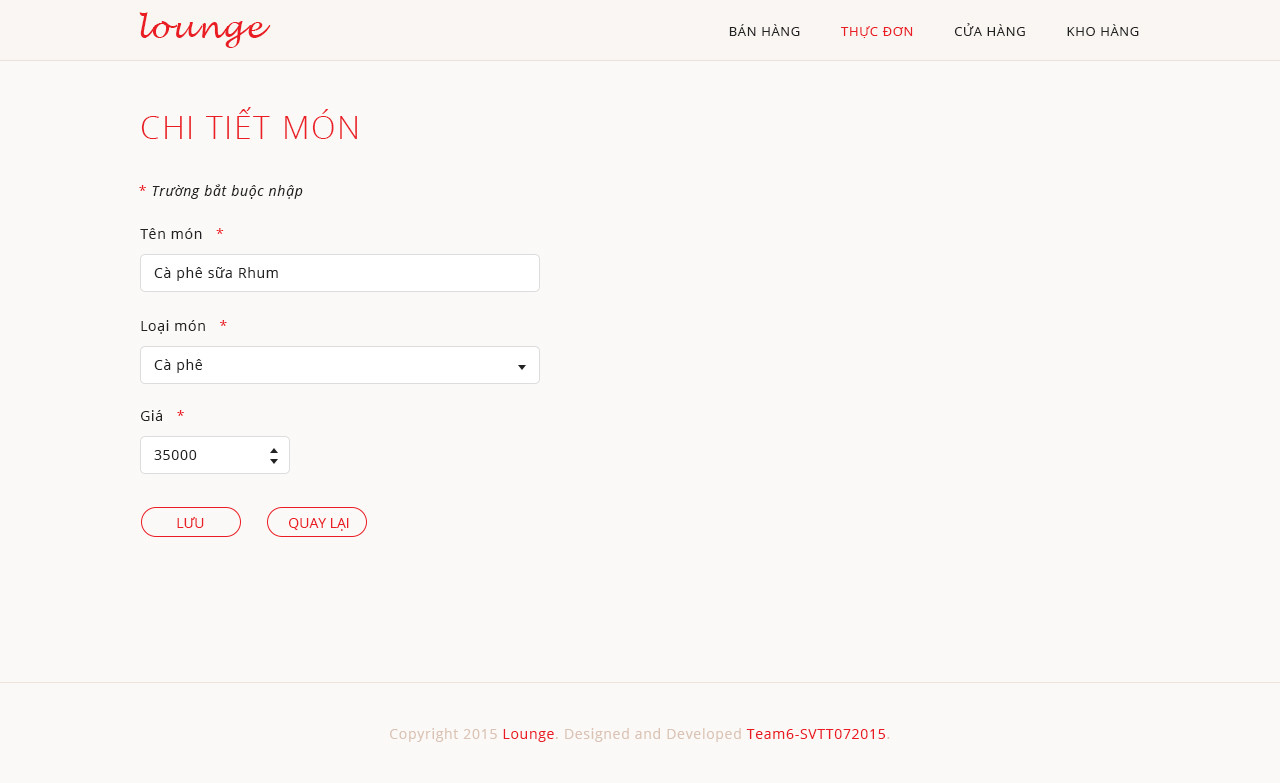 lounge
BÁN HÀNG THỰC ĐƠN CỬA HÀNG KHO HÀNG
CHI TIẾT MÓN
* Trường bắt buộc nhập
Tên món *
Cà phê sữa Rhum
Loại món *
Cà phê
Giá *
35000
LƯU QUAY LẠI
Copyright 2015 Lounge. Designed and Developed Team6-SVTT072015.